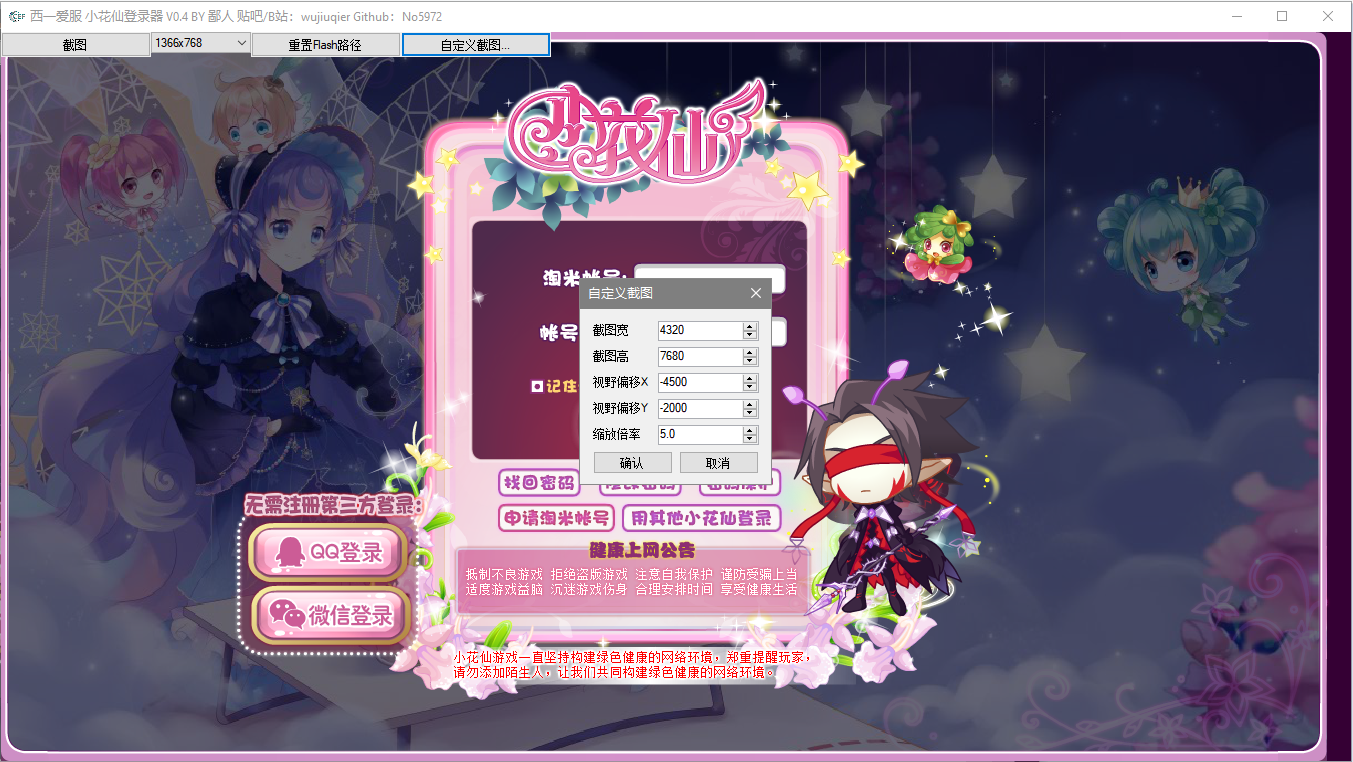 西一爱服 小花仙登录器 V0.4 BY 鄙人 贴吧/B站：wujiuqier Github：No5972
截图
1366x768
重置Flash路径
自定义截图...
小花仙
淘米帐号:
自定义截图
截图宽 4320
帐号
截图高 7680
视野偏移X -4500
记住
视野偏移Y -2000
缩放倍率 5.0
确认 取消
找回密码
申请淘米帐号 用其他小花仙登录
无需注册第三方登录:
QQ登录
微信登录
健康上网公告
抵制不良游戏 拒绝盗版游戏 注意自我保护 谨防受骗上当
适度游戏益脑 沉迷游戏伤身 合理安排时间 享受健康生活
小花仙游戏一直坚持构建绿色健康的网络环境，郑重提醒玩家，
请勿添加陌生人，让我们共同构建绿色健康的网络环境。